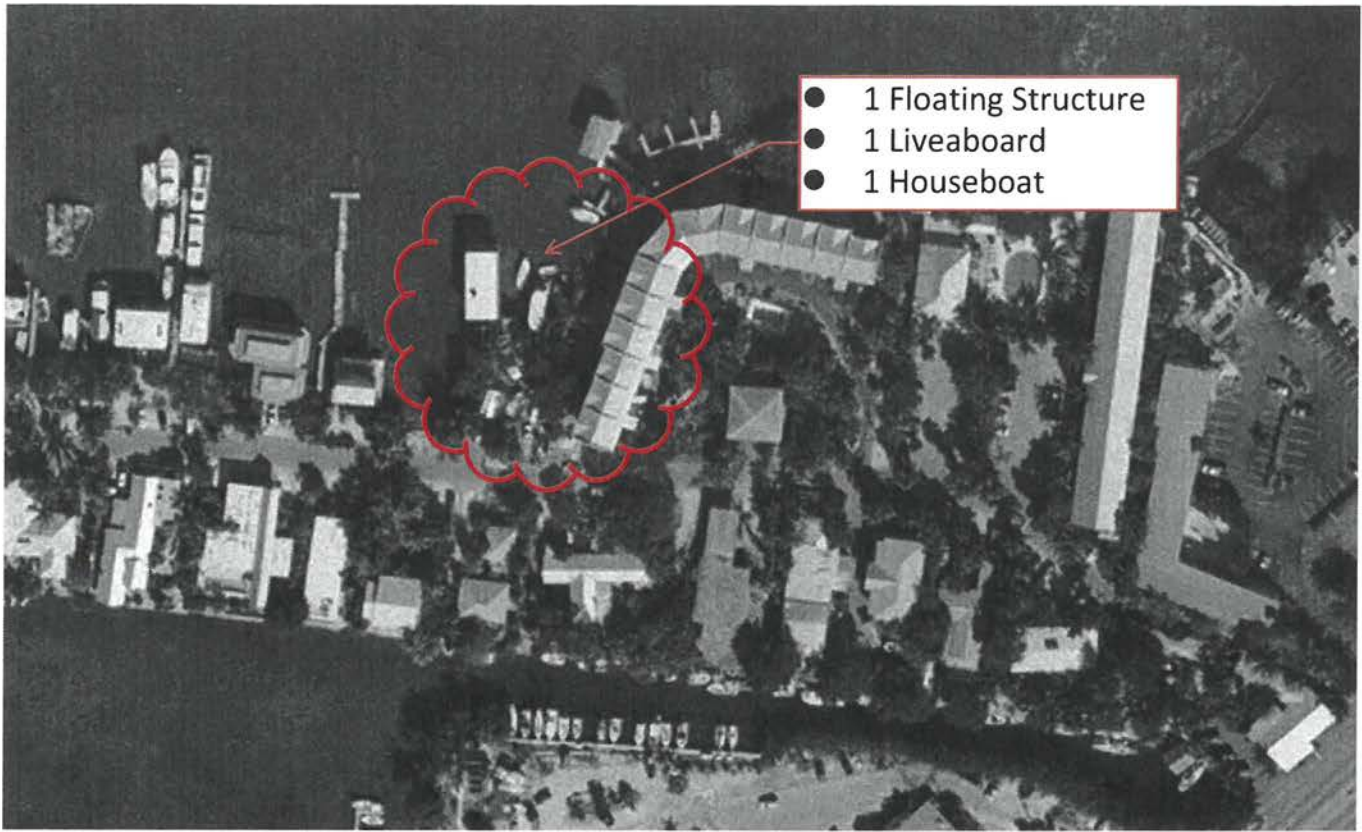 ● 1 Floating Structure
● 1 Liveaboard
● 1 Houseboat